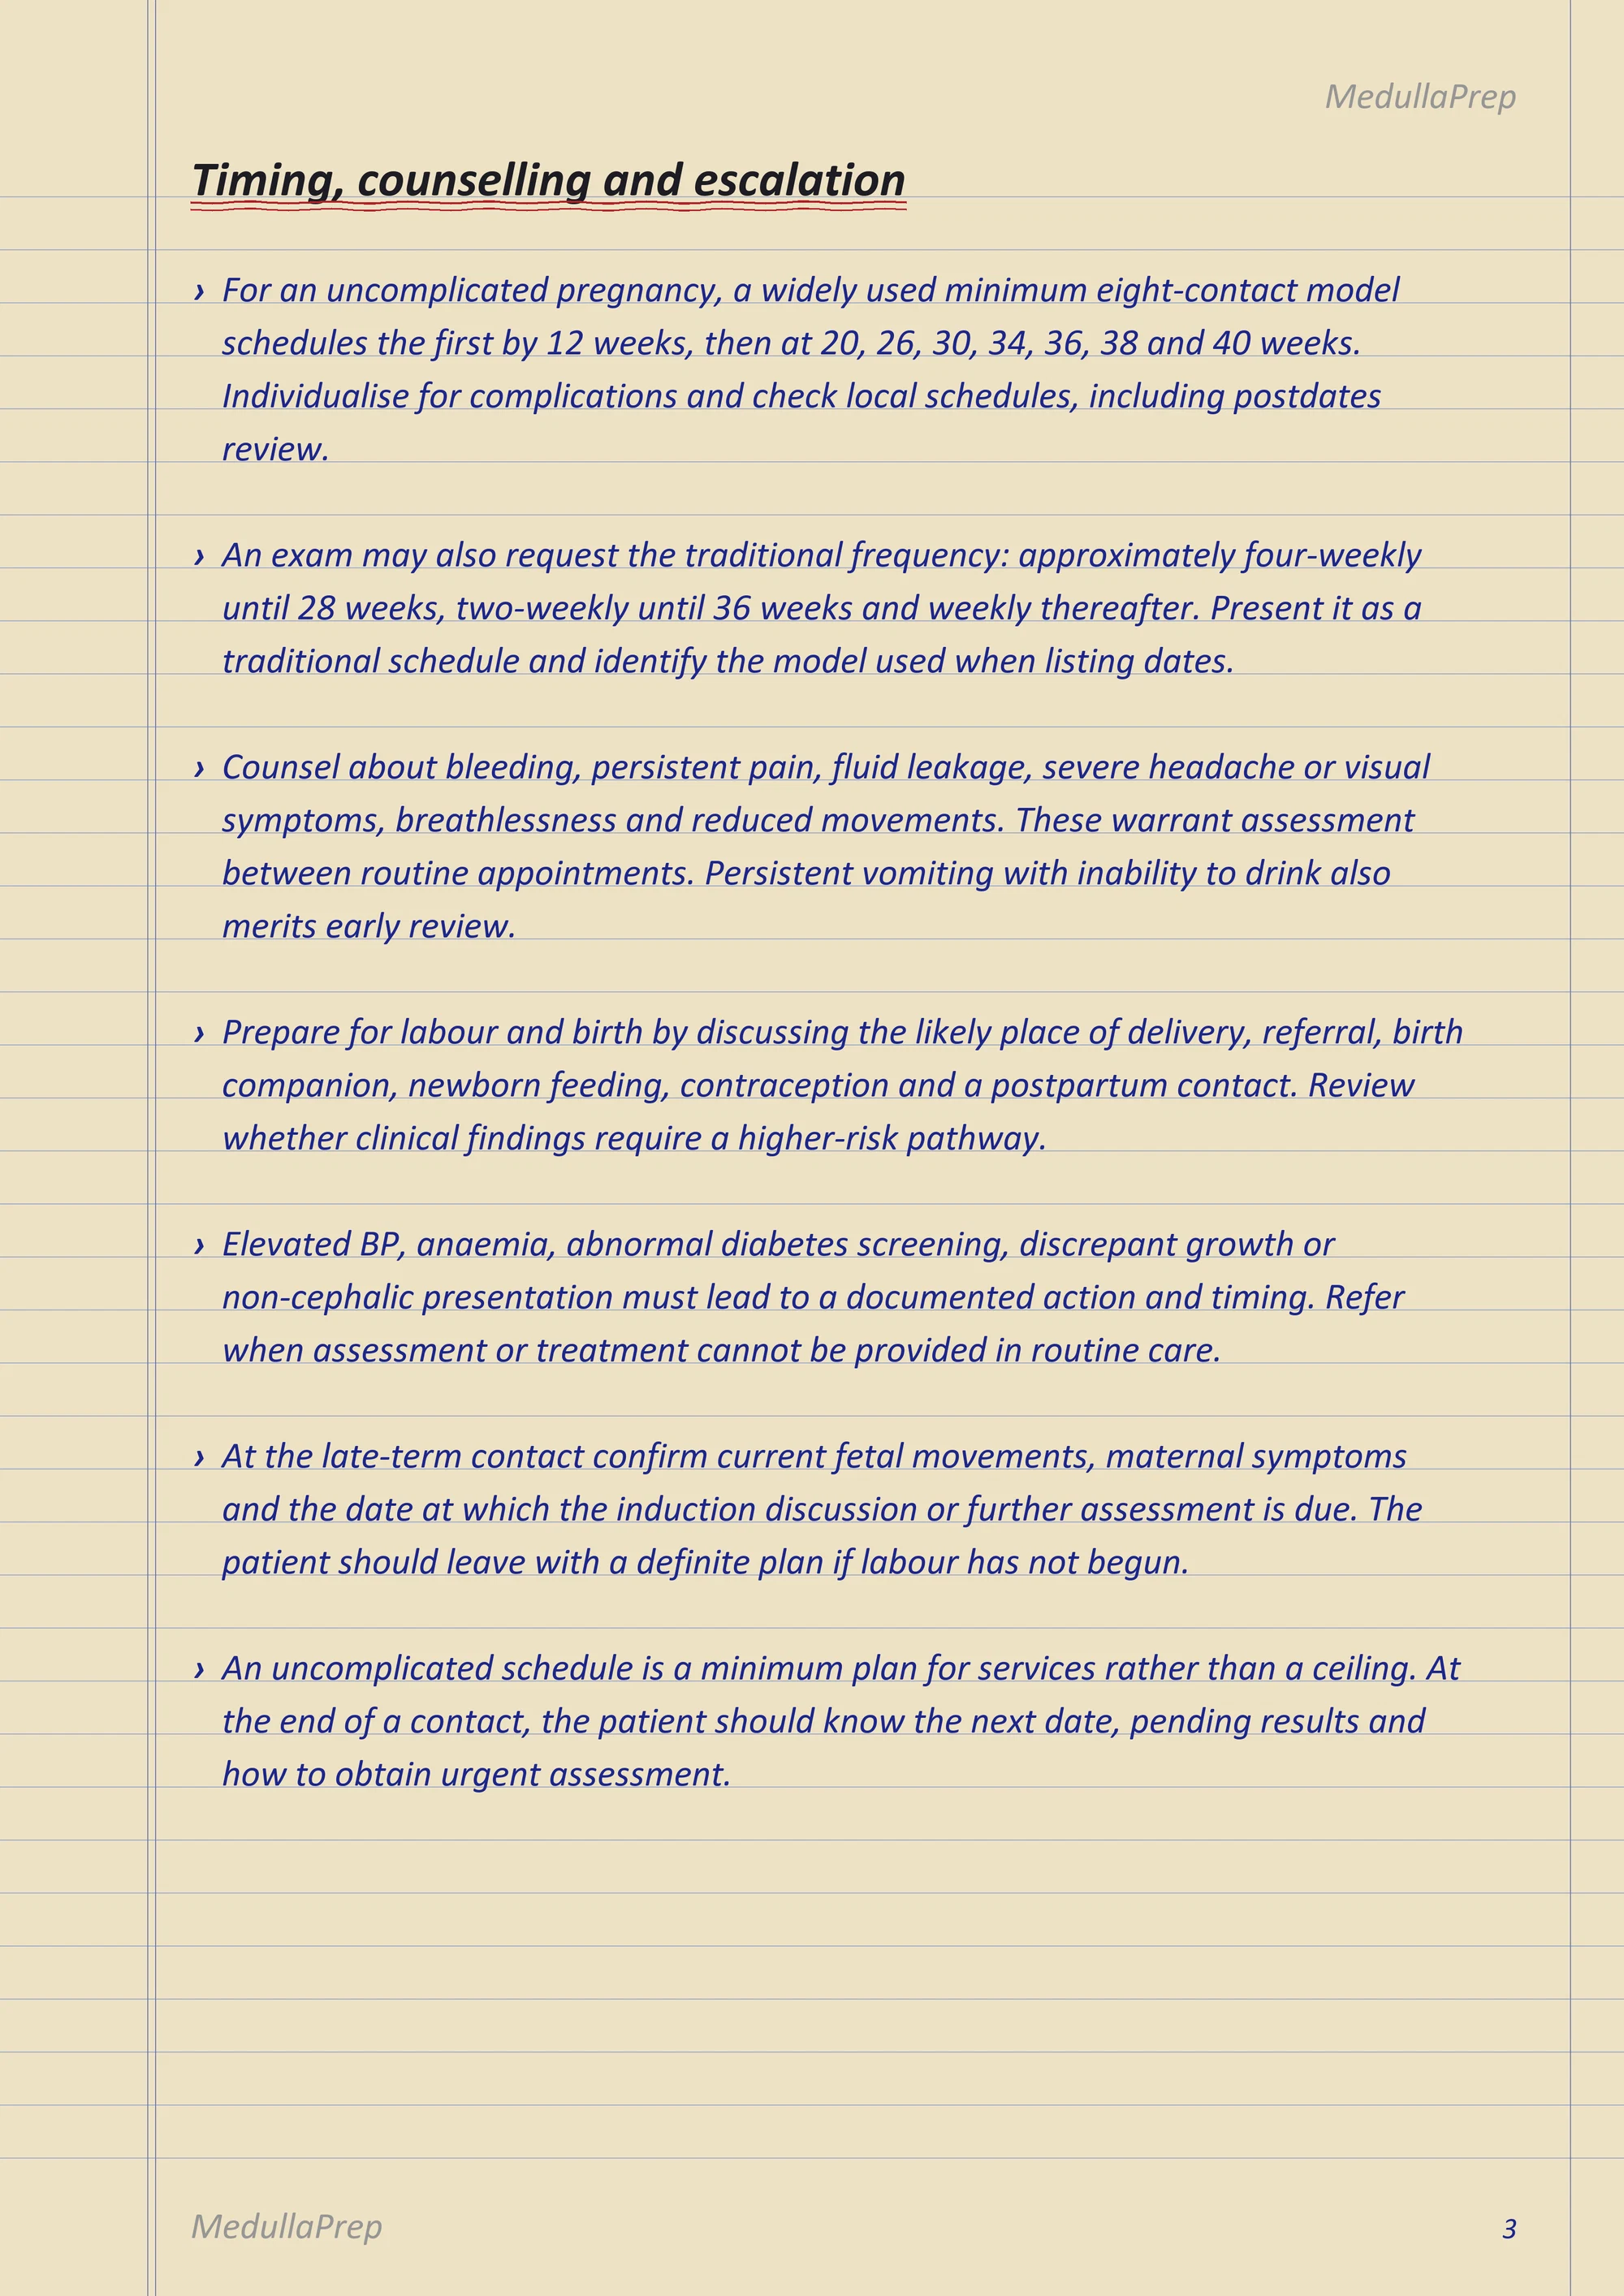 MedullaPrep
Timing, counselling and escalation
› For an uncomplicated pregnancy, a widely used minimum eight-contact model
schedules the first by 12 weeks, then at 20, 26, 30, 34, 36, 38 and 40 weeks.
Individualise for complications and check local schedules, including postdates
review.
› An exam may also request the traditional frequency: approximately four-weekly
until 28 weeks, two-weekly until 36 weeks and weekly thereafter. Present it as a
traditional schedule and identify the model used when listing dates.
› Counsel about bleeding, persistent pain, fluid leakage, severe headache or visual
symptoms, breathlessness and reduced movements. These warrant assessment
between routine appointments. Persistent vomiting with inability to drink also
merits early review.
› Prepare for labour and birth by discussing the likely place of delivery, referral, birth
companion, newborn feeding, contraception and a postpartum contact. Review
whether clinical findings require a higher-risk pathway.
› Elevated BP, anaemia, abnormal diabetes screening, discrepant growth or
non-cephalic presentation must lead to a documented action and timing. Refer
when assessment or treatment cannot be provided in routine care.
› At the late-term contact confirm current fetal movements, maternal symptoms
and the date at which the induction discussion or further assessment is due. The
patient should leave with a definite plan if labour has not begun.
› An uncomplicated schedule is a minimum plan for services rather than a ceiling. At
the end of a contact, the patient should know the next date, pending results and
how to obtain urgent assessment.
MedullaPrep
3